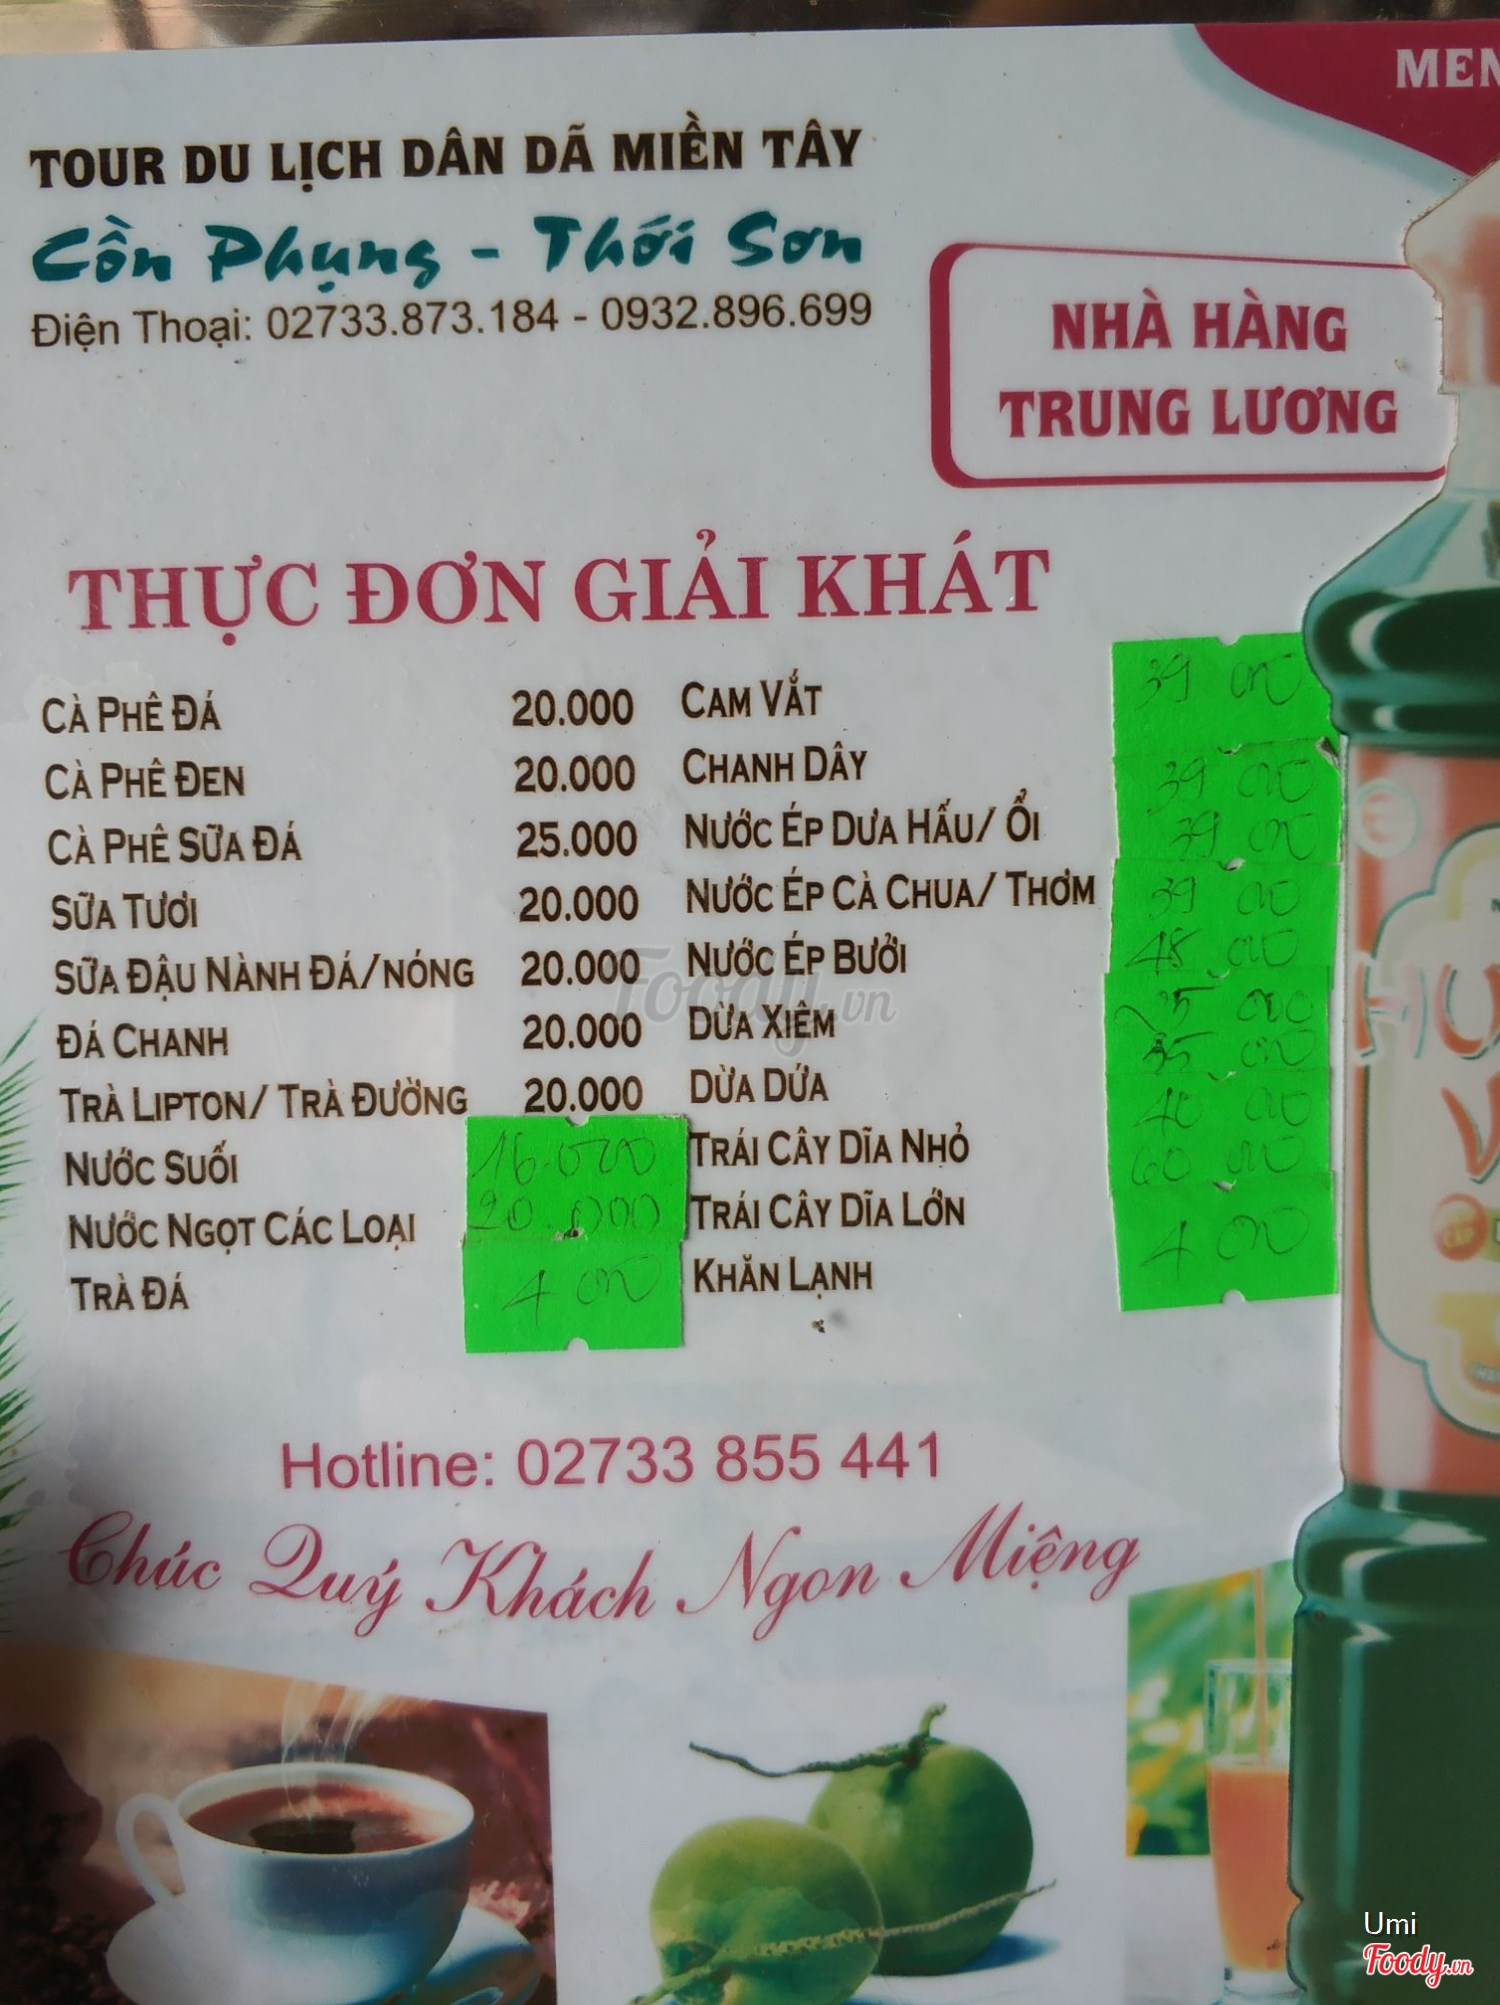 MEN
TOUR DU LỊCH DÂN DÃ MIỀN TÂY
Cồn Phụng - Thới Sơn
Điện Thoại: 02733.873.184 - 0932.896.699
NHÀ HÀNG
TRUNG LƯƠNG
THỰC ĐƠN GIẢI KHÁT
CÀ PHÊ ĐÁ 20.000
CÀ PHÊ ĐEN 20.000
CÀ PHÊ SỮA ĐÁ 25.000
SỮA TƯƠI 20.000
SỮA ĐẬU NÀNH ĐÁ/NÓNG 20.000
ĐÁ CHANH 20.000
TRÀ LIPTON/ TRÀ ĐƯỜNG 20.000
NƯỚC SUỐI 16.000
NƯỚC NGỌT CÁC LOẠI 20.000
TRÀ ĐÁ 4 000
CAM VẮT 39 000
CHANH DÂY 39 000
NƯỚC ÉP DƯA HẤU/ ỔI 39 000
NƯỚC ÉP CÀ CHUA/ THƠM 39 000
NƯỚC ÉP BƯỞI 48 000
DỪA XIÊM 35 000
DỪA DỨA 35 000
TRÁI CÂY DĨA NHỎ 40 000
TRÁI CÂY DĨA LỚN 60 000
KHĂN LẠNH 4 000
Foody.vn
Hotline: 02733 855 441
Chúc Quý Khách Ngon Miệng
Umi
Foody.vn